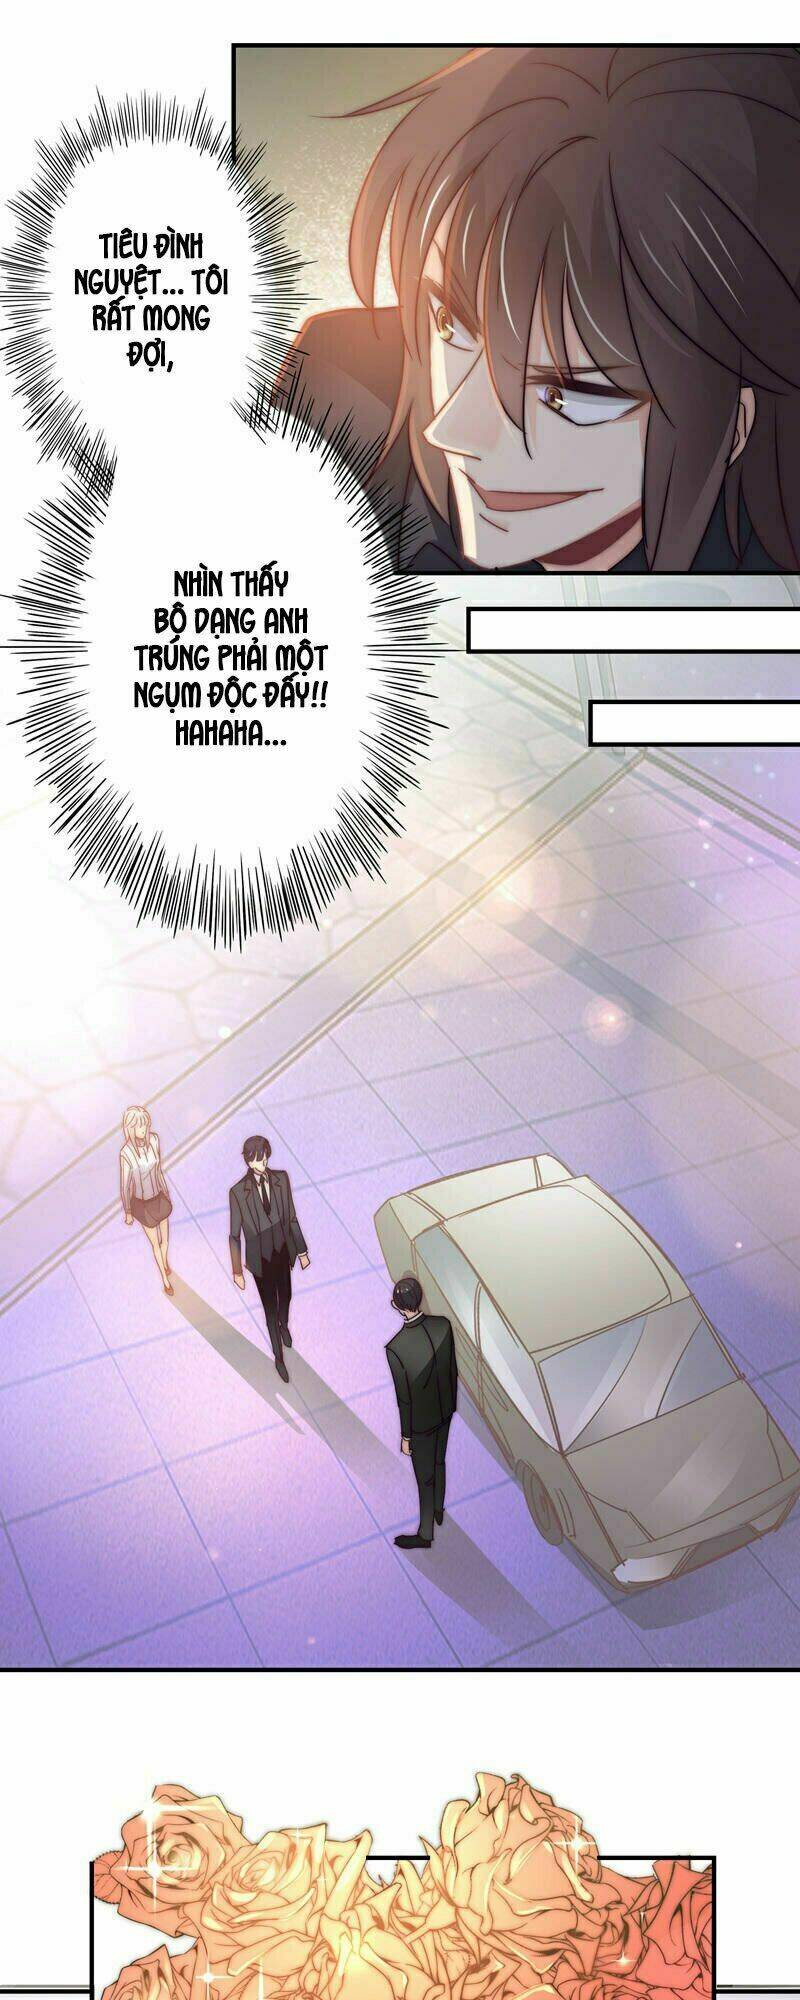 TIÊU ĐÌNH
NGUYỆT... TÔI
RẤT MONG
ĐỢI,
NHÌN THẤY
BỘ DẠNG ANH
TRÚNG PHẢI MỘT
NGỤM ĐỘC ĐẤY!!
HAHAHA...